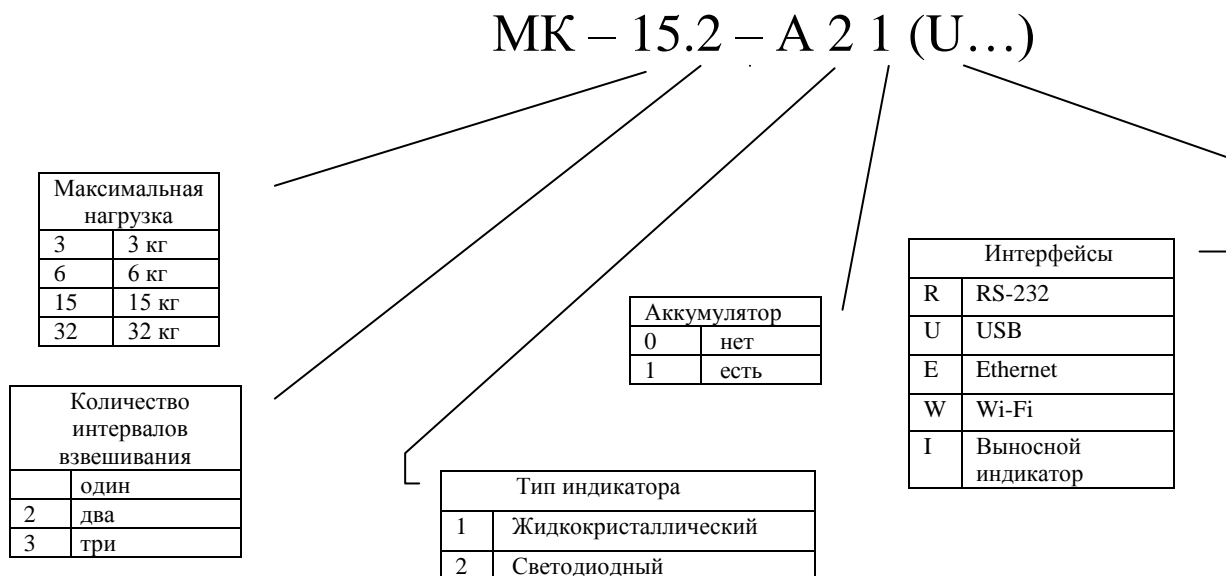 МК – 15.2 – А 2 1 (U…)
Максимальная
нагрузка
3 3 кг
6 6 кг
15 15 кг
32 32 кг
Количество
интервалов
взвешивания
один
2 два
3 три
Аккумулятор
0 нет
1 есть
Тип индикатора
1 Жидкокристаллический
2 Светодиодный
Интерфейсы
R RS-232
U USB
E Ethernet
W Wi-Fi
I Выносной
индикатор